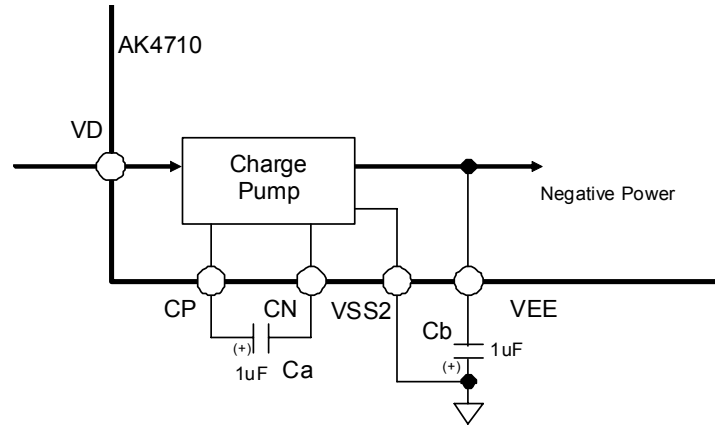 AK4710
VD
Charge
Pump
Negative Power
CP
CN
VSS2
VEE
Cb
1uF
(+)
(+)
1uF
Ca